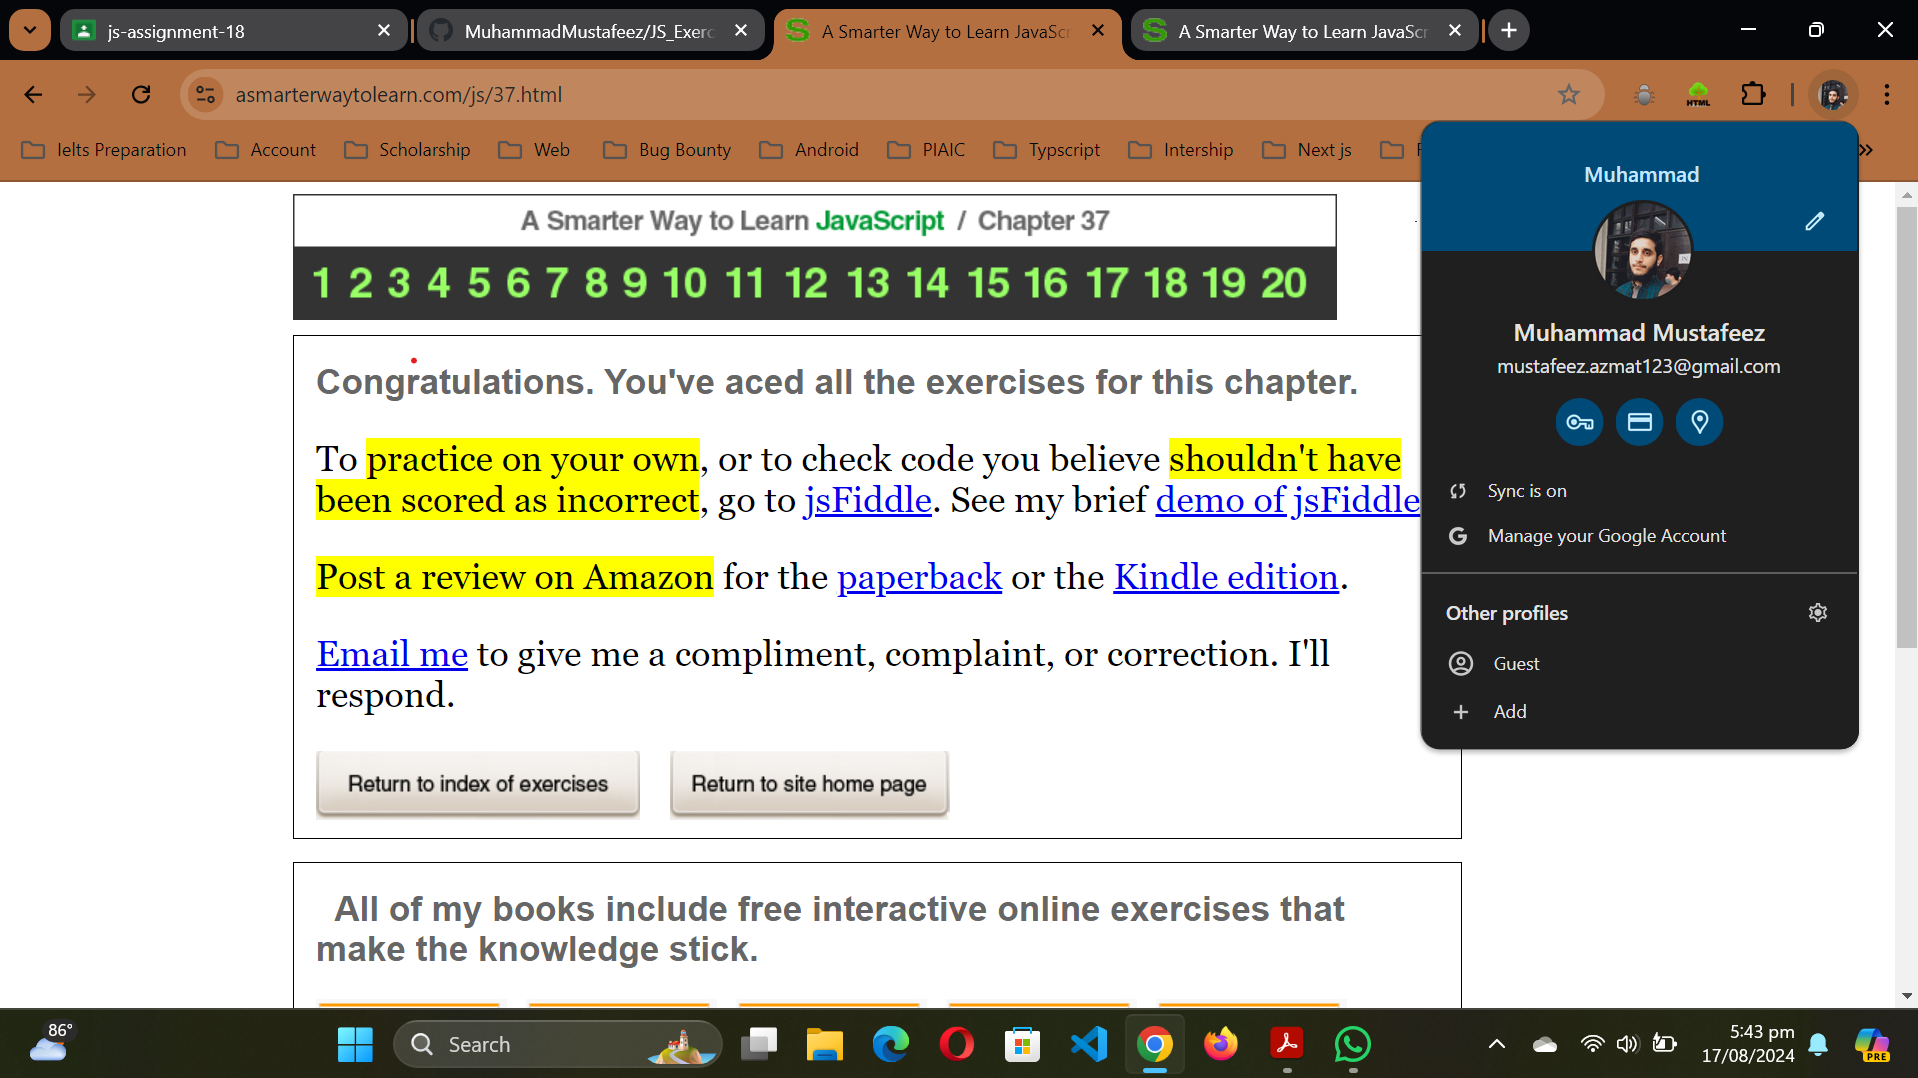 js-assignment-18
MuhammadMustafeez/JS_Exerc
A Smarter Way to Learn JavaSc
A Smarter Way to Learn JavaSc
asmarterwaytolearn.com/js/37.html
HTML
Ielts Preparation
Account
Scholarship
Web
Bug Bounty
Android
PIAIC
Typscript
Intership
Next js
A Smarter Way to Learn JavaScript / Chapter 37
1 2 3 4 5 6 7 8 9 10 11 12 13 14 15 16 17 18 19 20
Congratulations. You've aced all the exercises for this chapter.
To practice on your own, or to check code you believe shouldn't have
been scored as incorrect, go to jsFiddle. See my brief demo of jsFiddle
Post a review on Amazon for the paperback or the Kindle edition.
Email me to give me a compliment, complaint, or correction. I'll
respond.
Return to index of exercises
Return to site home page
All of my books include free interactive online exercises that
make the knowledge stick.
Muhammad
Muhammad Mustafeez
mustafeez.azmat123@gmail.com
Sync is on
Manage your Google Account
Other profiles
Guest
Add
86°
Search
5:43 pm
17/08/2024
PRE